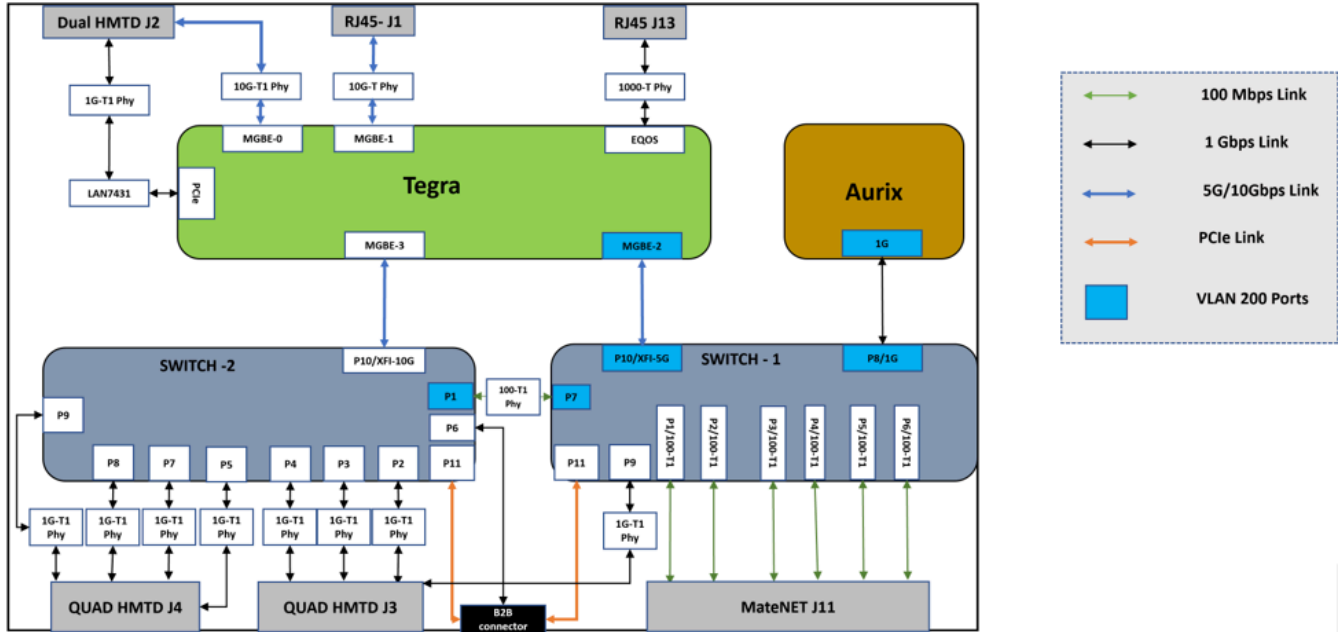 Dual HMTD J2
RJ45- J1
RJ45 J13
1G-T1 Phy
10G-T1 Phy
10G-T Phy
1000-T Phy
MGBE-0
MGBE-1
EQOS
LAN7431
PCIe
Tegra
Aurix
MGBE-3
MGBE-2
1G
SWITCH -2
P10/XFI-10G
P10/XFI-5G
SWITCH - 1
P8/1G
P9
P1
100-T1
Phy
P7
P6
P8
P7
P5
P4
P3
P2
P11
P11
P9
P1/100-T1
P2/100-T1
P3/100-T1
P4/100-T1
P5/100-T1
P6/100-T1
1G-T1
Phy
1G-T1
Phy
1G-T1
Phy
1G-T1
Phy
1G-T1
Phy
1G-T1
Phy
1G-T1
Phy
1G-T1
Phy
QUAD HMTD J4
QUAD HMTD J3
B2B
connector
MateNET J11
100 Mbps Link
1 Gbps Link
5G/10Gbps Link
PCIe Link
VLAN 200 Ports